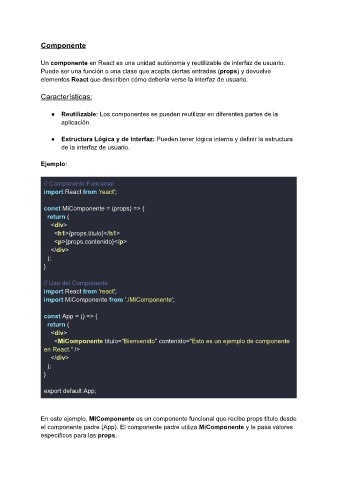 Componente
Un componente en React es una unidad autónoma y reutilizable de interfaz de usuario.
Puede ser una función o una clase que acepta ciertas entradas (props) y devuelve
elementos React que describen cómo debería verse la interfaz de usuario.
Características:
● Reutilizable: Los componentes se pueden reutilizar en diferentes partes de la
aplicación.
● Estructura Lógica y de Interfaz: Pueden tener lógica interna y definir la estructura
de la interfaz de usuario.
Ejemplo:
// Componente Funcional
import React from 'react';
const MiComponente = (props) => {
return (
<div>
<h1>{props.titulo}</h1>
<p>{props.contenido}</p>
</div>
);
}
// Uso del Componente
import React from 'react';
import MiComponente from './MiComponente';
const App = () => {
return (
<div>
<MiComponente titulo="Bienvenido" contenido="Esto es un ejemplo de componente
en React." />
</div>
);
}
export default App;
En este ejemplo, MiComponente es un componente funcional que recibe props título desde
el componente padre (App). El componente padre utiliza MiComponente y le pasa valores
específicos para las props.